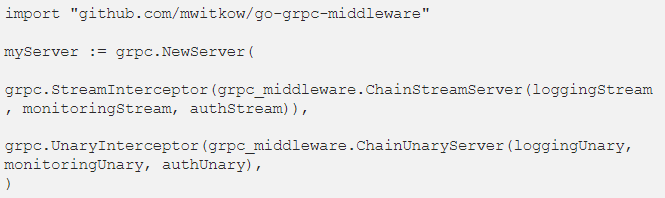 import "github.com/mwitkow/go-grpc-middleware"
myServer := grpc.NewServer(
grpc.StreamInterceptor(grpc_middleware.ChainStreamServer(loggingStream
, monitoringStream, authStream)),
grpc.UnaryInterceptor(grpc_middleware.ChainUnaryServer(loggingUnary,
monitoringUnary, authUnary),
)